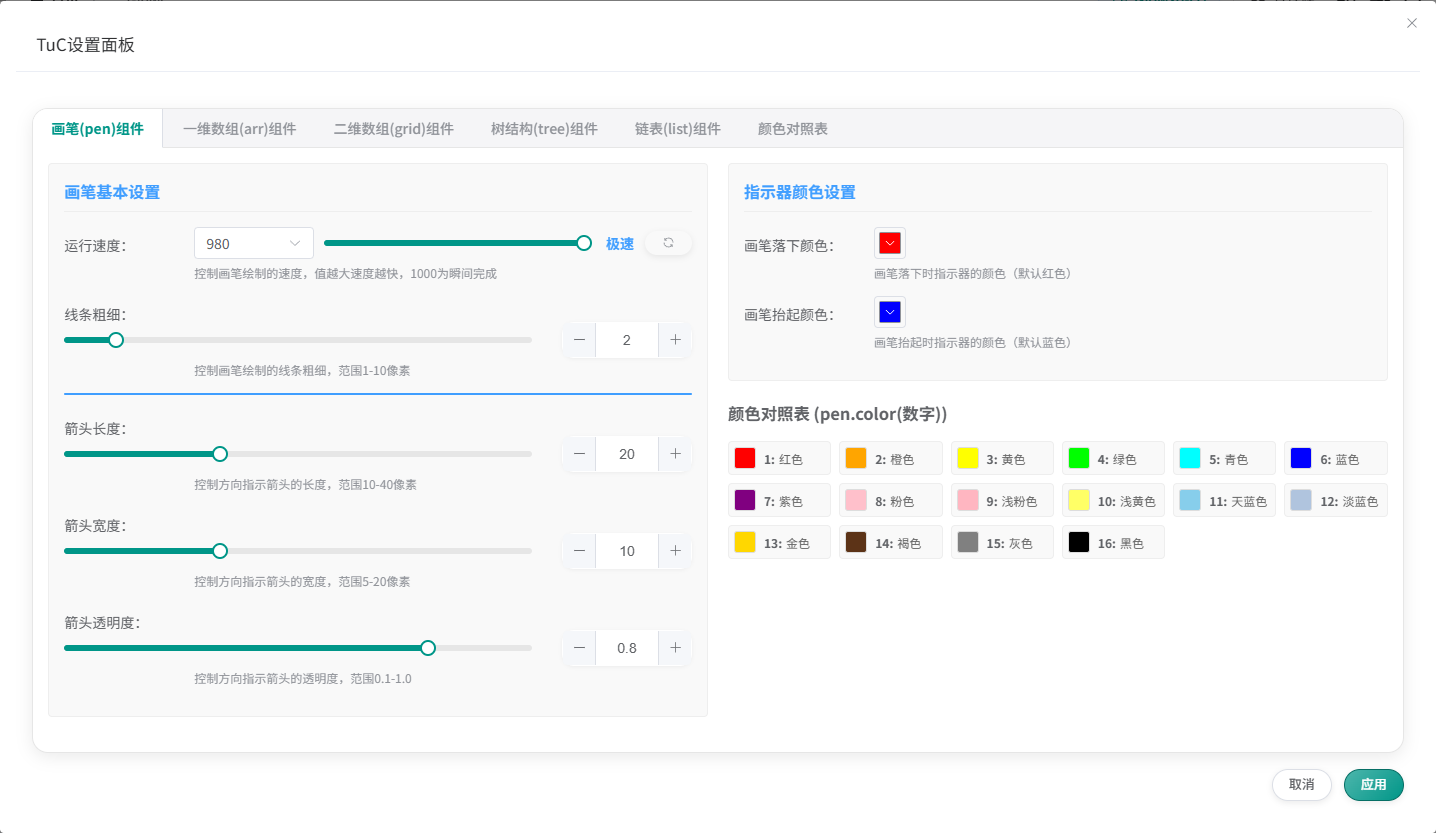 TuC设置面板
画笔(pen)组件 一维数组(arr)组件 二维数组(grid)组件 树结构(tree)组件 链表(list)组件 颜色对照表
画笔基本设置
运行速度： 980 极速
控制画笔绘制的速度，值越大速度越快，1000为瞬间完成
线条粗细：
2
控制画笔绘制的线条粗细，范围1-10像素
箭头长度：
20
控制方向指示箭头的长度，范围10-40像素
箭头宽度：
10
控制方向指示箭头的宽度，范围5-20像素
箭头透明度：
0.8
控制方向指示箭头的透明度，范围0.1-1.0
指示器颜色设置
画笔落下颜色：
画笔落下时指示器的颜色（默认红色）
画笔抬起颜色：
画笔抬起时指示器的颜色（默认蓝色）
颜色对照表 (pen.color(数字))
1: 红色 2: 橙色 3: 黄色 4: 绿色 5: 青色 6: 蓝色
7: 紫色 8: 粉色 9: 浅粉色 10: 浅黄色 11: 天蓝色 12: 淡蓝色
13: 金色 14: 褐色 15: 灰色 16: 黑色
取消 应用